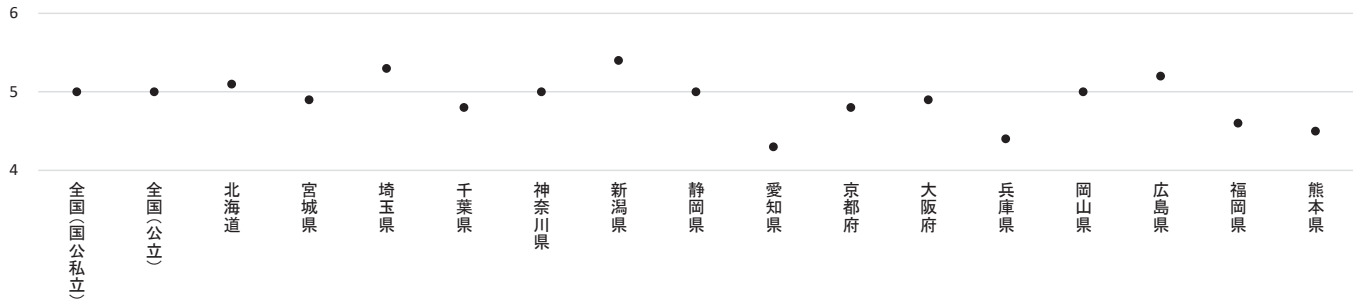 6
5
4
全国(国公私立)
全国(公立)
北海道
宮城県
埼玉県
千葉県
神奈川県
新潟県
静岡県
愛知県
京都府
大阪府
兵庫県
岡山県
広島県
福岡県
熊本県